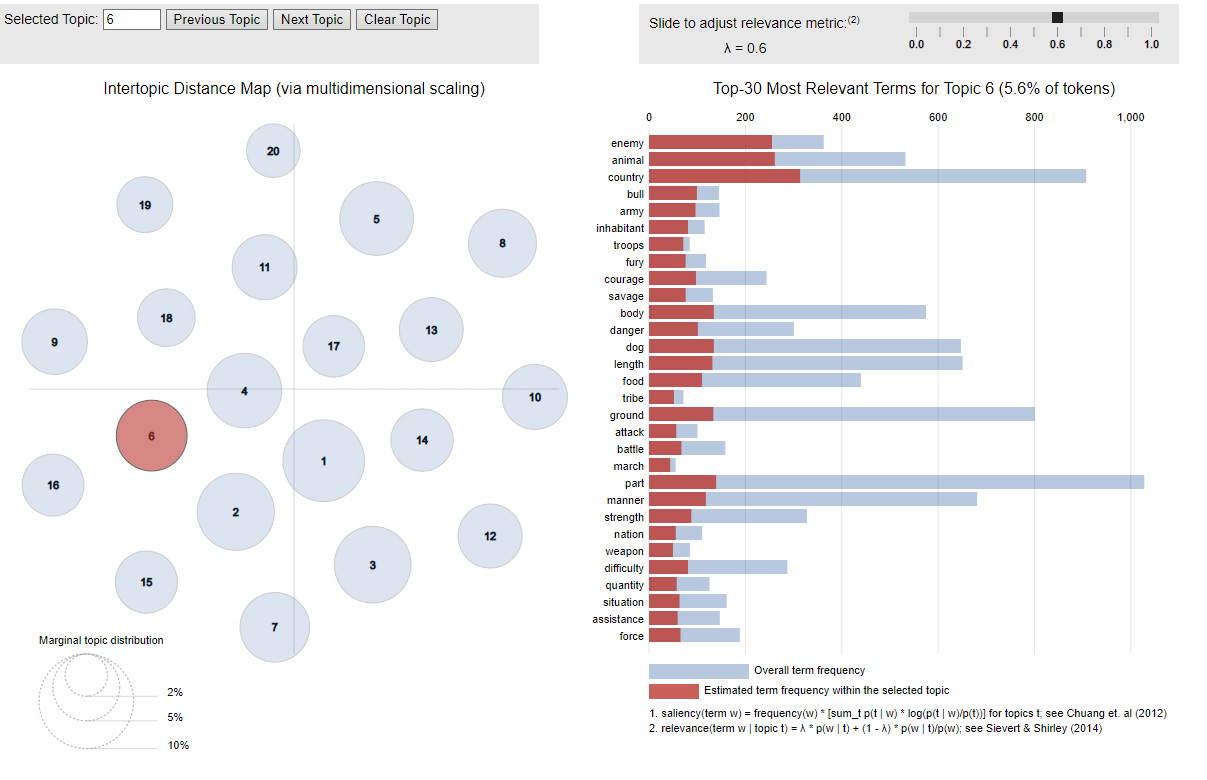 Selected Topic: 6 Previous Topic Next Topic Clear Topic
Slide to adjust relevance metric:(2)
λ = 0.6
0.0 0.2 0.4 0.6 0.8 1.0
Intertopic Distance Map (via multidimensional scaling)
20
19
5
8
11
18
13
9
17
4
10
6
14
1
16
2
12
3
15
7
Marginal topic distribution
2%
5%
10%
Top-30 Most Relevant Terms for Topic 6 (5.6% of tokens)
0 200 400 600 800 1,000
enemy
animal
country
bull
army
inhabitant
troops
fury
courage
savage
body
danger
dog
length
food
tribe
ground
attack
battle
march
part
manner
strength
nation
weapon
difficulty
quantity
situation
assistance
force
Overall term frequency
Estimated term frequency within the selected topic
1. saliency(term w) = frequency(w) * [sum_t p(t | w) * log(p(t | w)/p(t))] for topics t; see Chuang et. al (2012)
2. relevance(term w | topic t) = λ * p(w | t) + (1 - λ) * p(w | t)/p(w); see Sievert & Shirley (2014)